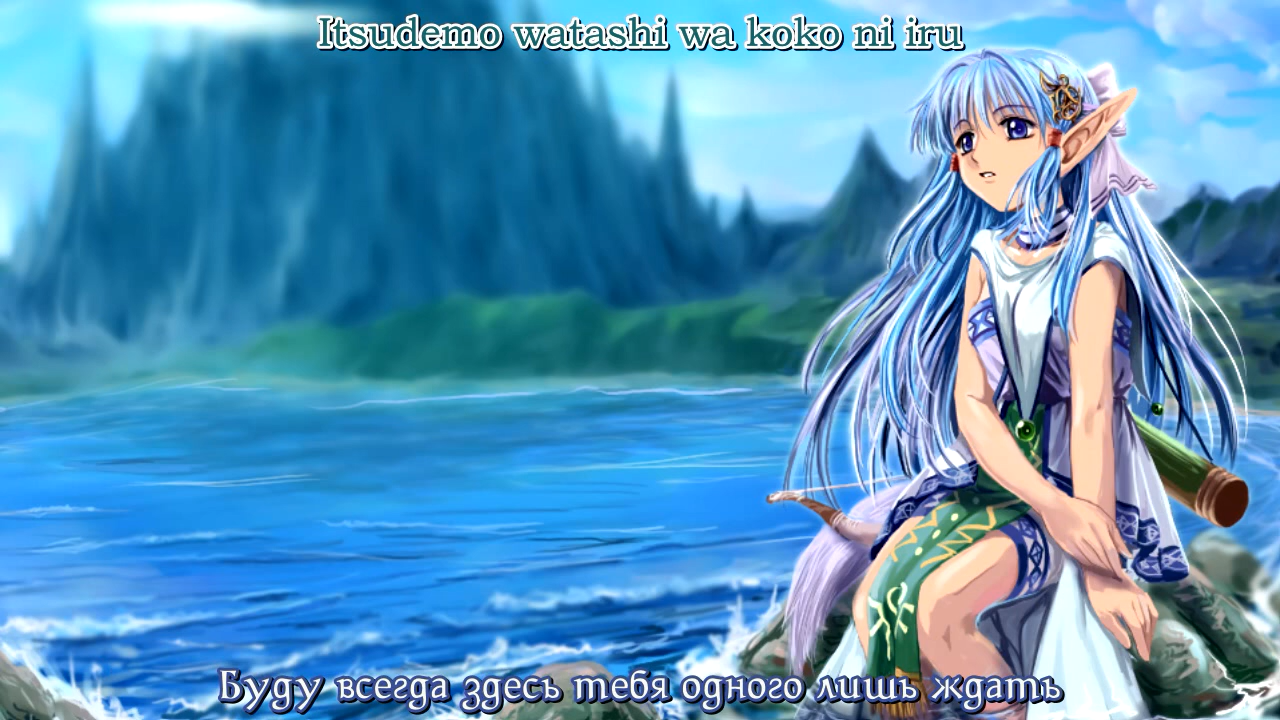 Itsudemo watashi wa koko ni iru
Буду всегда здесь тебя одного лишь ждать